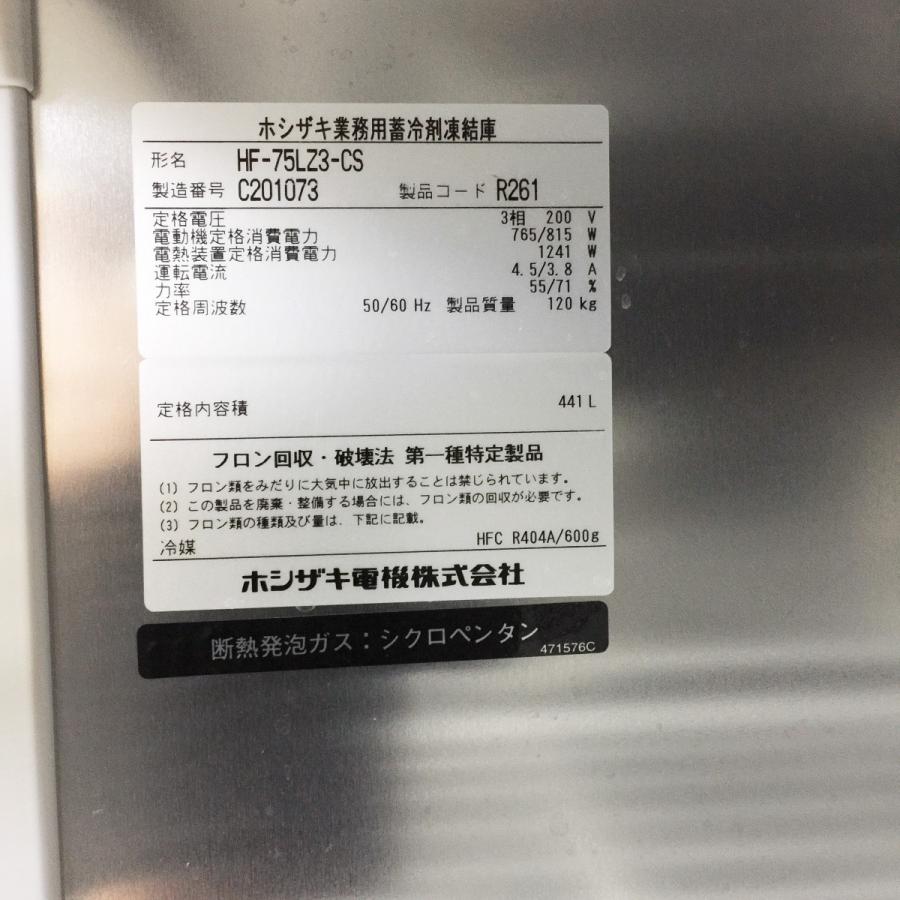 ホシザキ業務用蓄冷剤凍結庫
形名 HF-75LZ3-CS
製造番号 C201073 製品コード R261
定格電圧 3相 200 V
電動機定格消費電力 765/815 W
電熱装置定格消費電力 1241 W
運転電流 4.5/3.8 A
力率 55/71 %
定格周波数 50/60 Hz 製品質量 120 kg
定格内容積 441 L
フロン回収・破壊法 第一種特定製品
(1) フロン類をみだりに大気中に放出することは禁じられています。
(2) この製品を廃棄・整備する場合には、フロン類の回収が必要です。
(3) フロン類の種類及び量は、下記に記載。
冷媒 HFC R404A/600g
ホシザキ電機株式会社
断熱発泡ガス：シクロペンタン
471576C